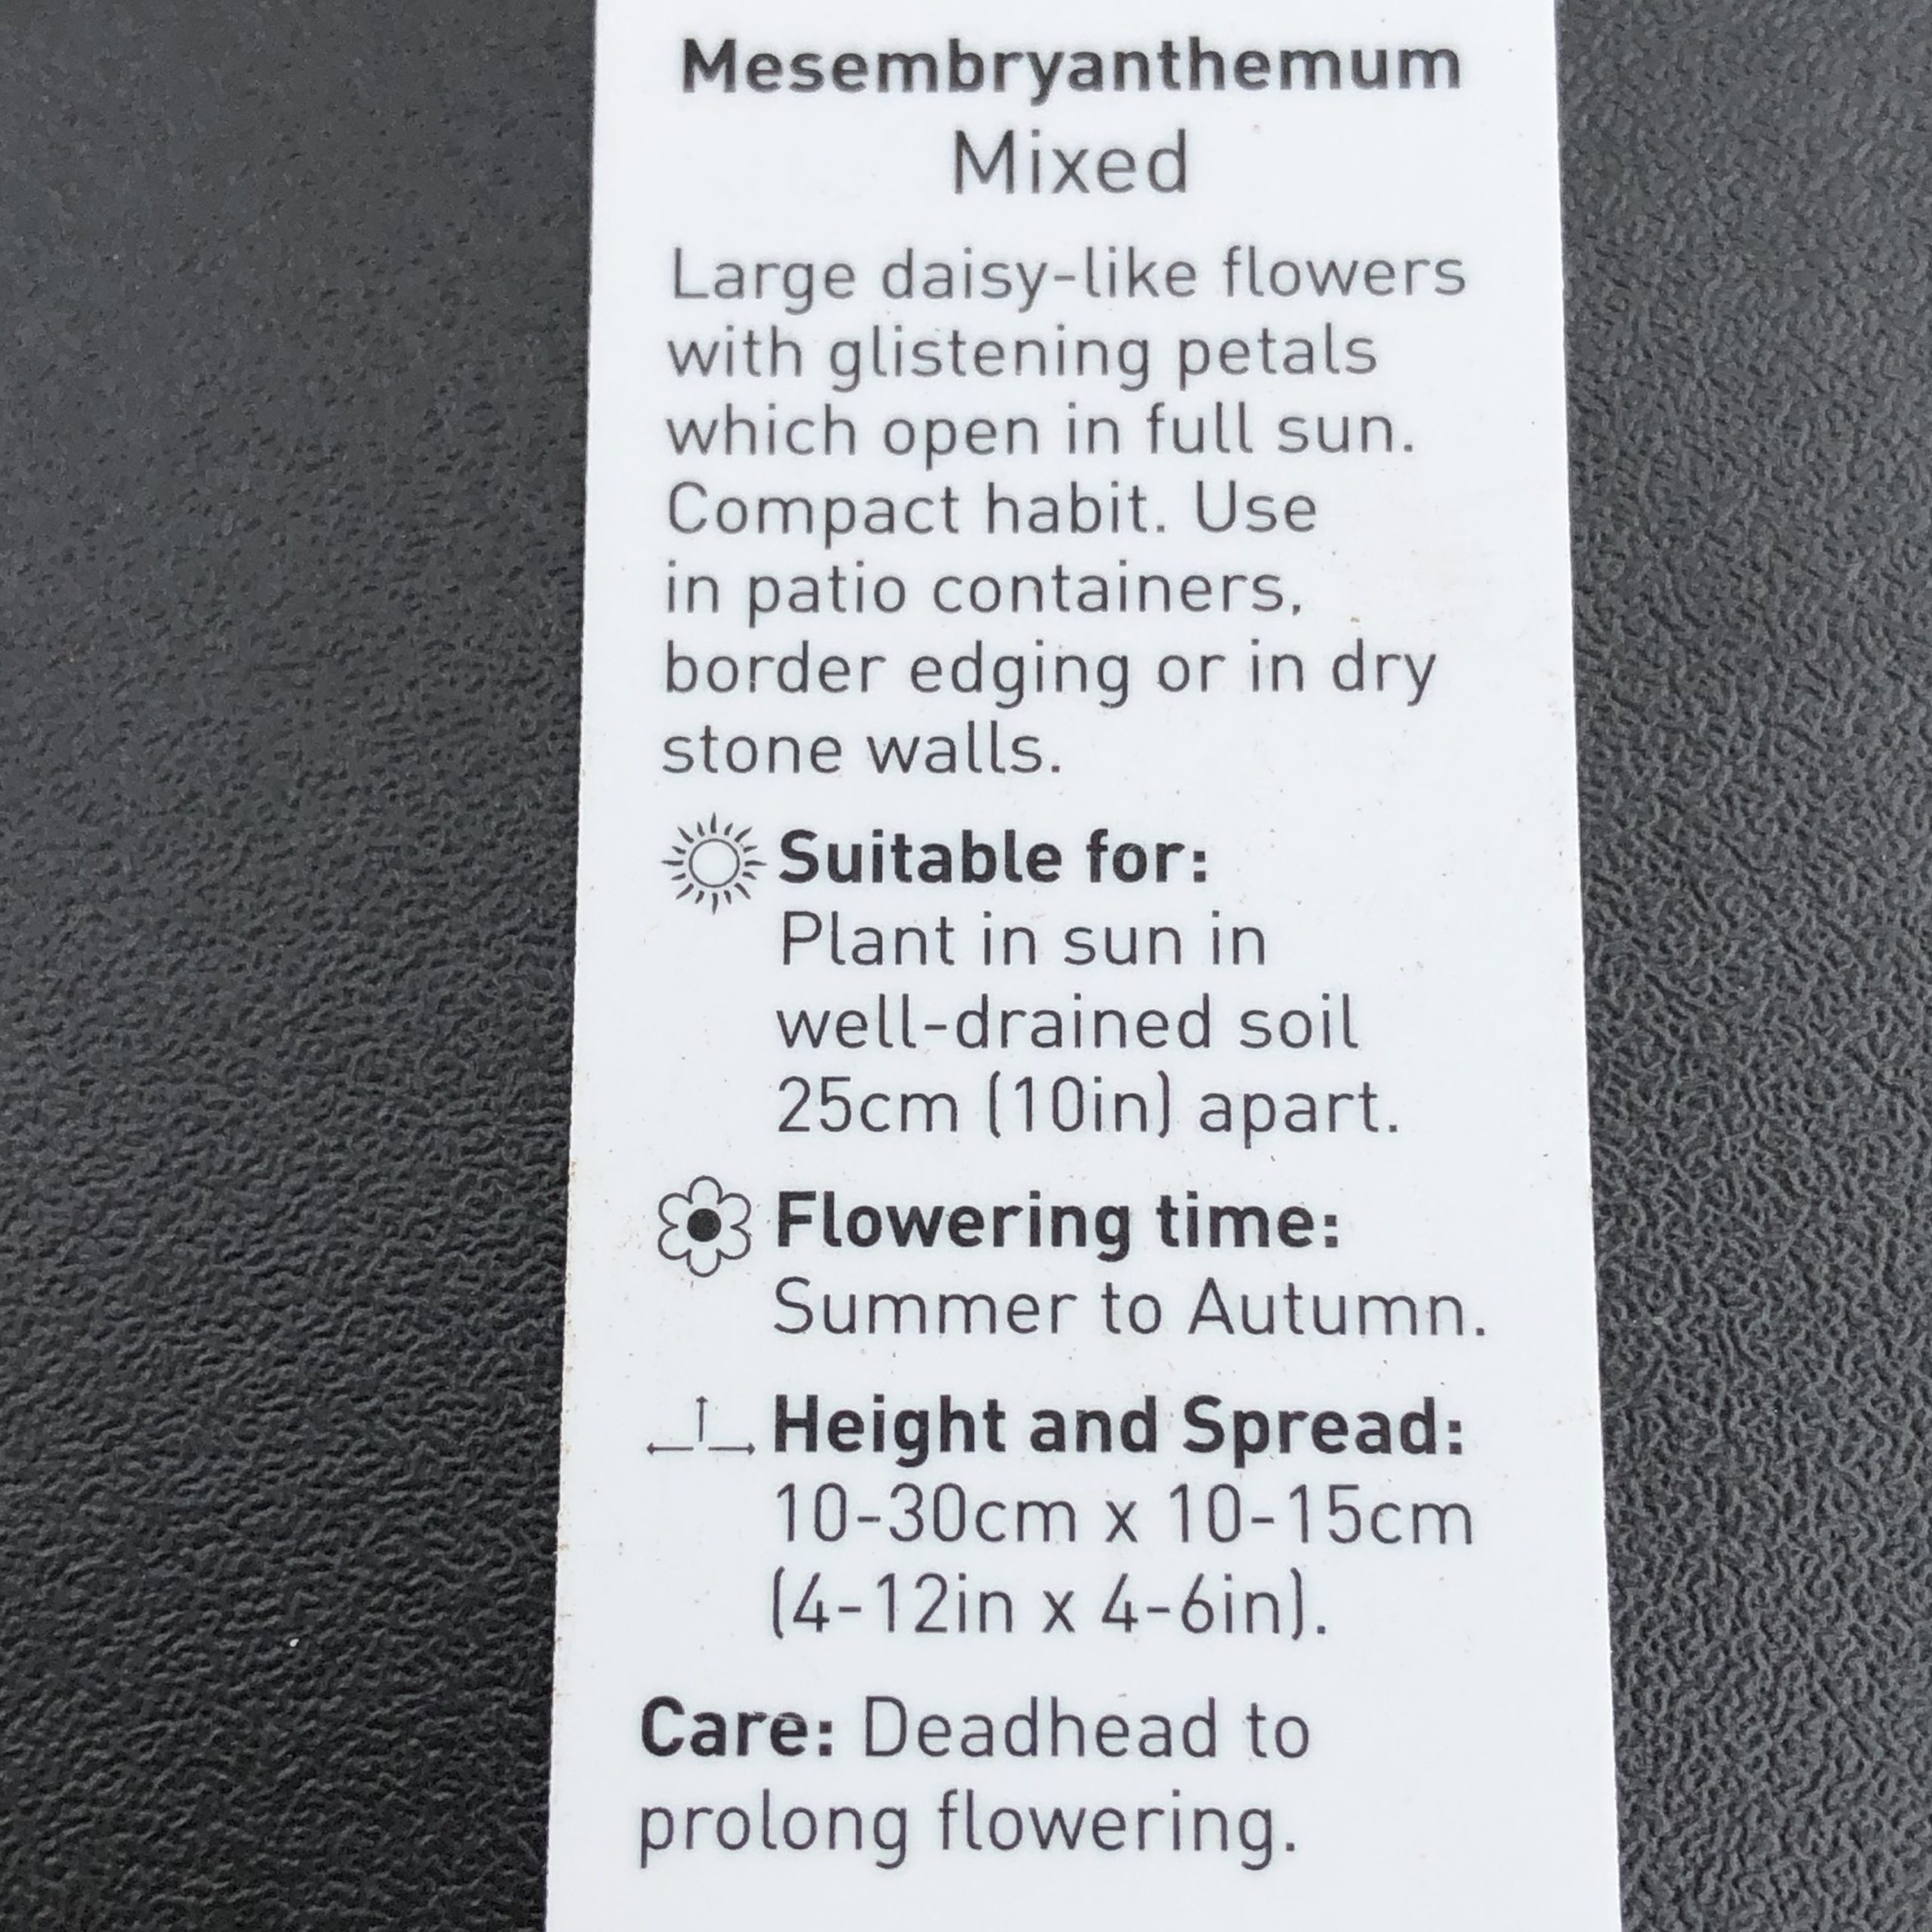 Mesembryanthemum
Mixed
Large daisy-like flowers
with glistening petals
which open in full sun.
Compact habit. Use
in patio containers,
border edging or in dry
stone walls.
Suitable for:
Plant in sun in
well-drained soil
25cm (10in) apart.
Flowering time:
Summer to Autumn.
Height and Spread:
10-30cm x 10-15cm
(4-12in x 4-6in).
Care: Deadhead to
prolong flowering.